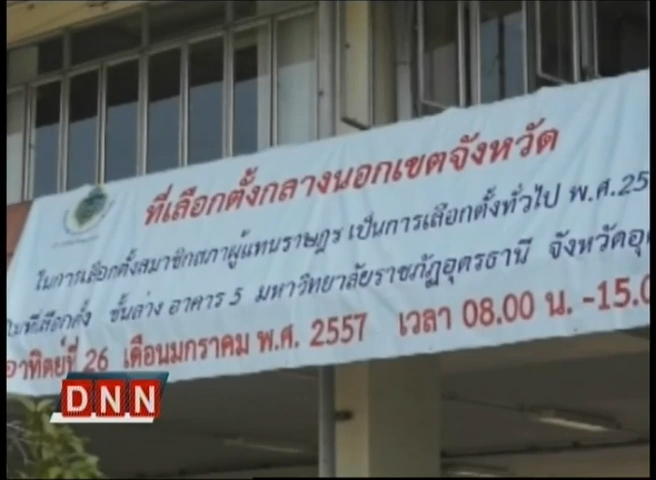 ที่เลือกตั้งกลางนอกเขตจังหวัด
ในการเลือกตั้งสมาชิกสภาผู้แทนราษฎร เป็นการเลือกตั้งทั่วไป พ.ศ.25
ที่เลือกตั้ง ชั้นล่าง อาคาร 5 มหาวิทยาลัยราชภัฏอุดรธานี จังหวัดอุ
อาทิตย์ที่ 26 เดือนมกราคม พ.ศ. 2557 เวลา 08.00 น. -15.0
DNN